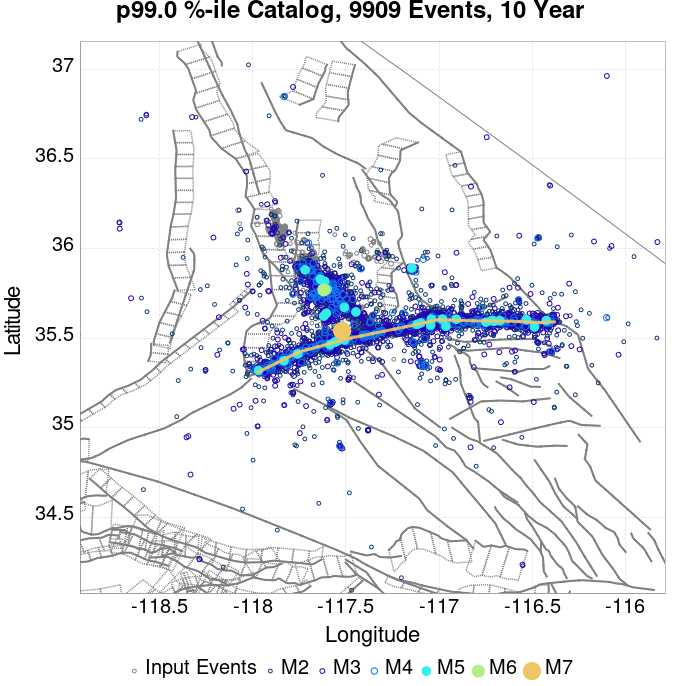 p99.0 %-ile Catalog, 9909 Events, 10 Year
37
36.5
36
35.5
35
34.5
Latitude
-118.5 -118 -117.5 -117 -116.5 -116
Longitude
Input Events M2 M3 M4 M5 M6 M7